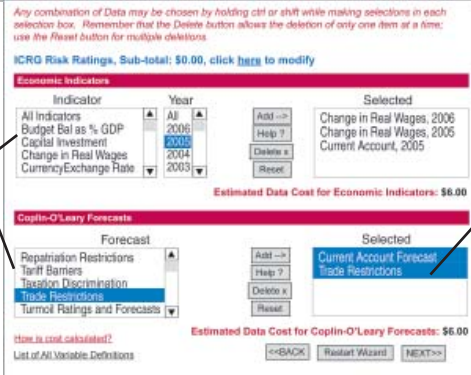 Any combination of Data may be chosen by holding ctrl or shift while making selections in each
selection box. Remember that the Delete button allows the deletion of only one item at a time;
use the Reset button for multiple deletions.
ICRG Risk Ratings, Sub-total: $0.00, click here to modify
Economic Indicators
Indicator Year Selected
All Indicators All Add --> Change in Real Wages, 2006
Budget Bal as % GDP 2006 Help ? Change in Real Wages, 2005
Capital Investment 2005 Delete x Current Account, 2005
Change in Real Wages 2004 Reset
CurrencyExchange Rate 2003
Estimated Data Cost for Economic Indicators: $6.00
Coplin-O'Leary Forecasts
Forecast Selected
Repatriation Restrictions Add --> Current Account Forecast
Tariff Barriers Help ? Trade Restrictions
Taxation Discrimination Delete x
Trade Restrictions Reset
Turmoil Ratings and Forecasts
Estimated Data Cost for Coplin-O'Leary Forecasts: $6.00
How is cost calculated?
List of All Variable Definitions <<BACK Restart Wizard NEXT>>